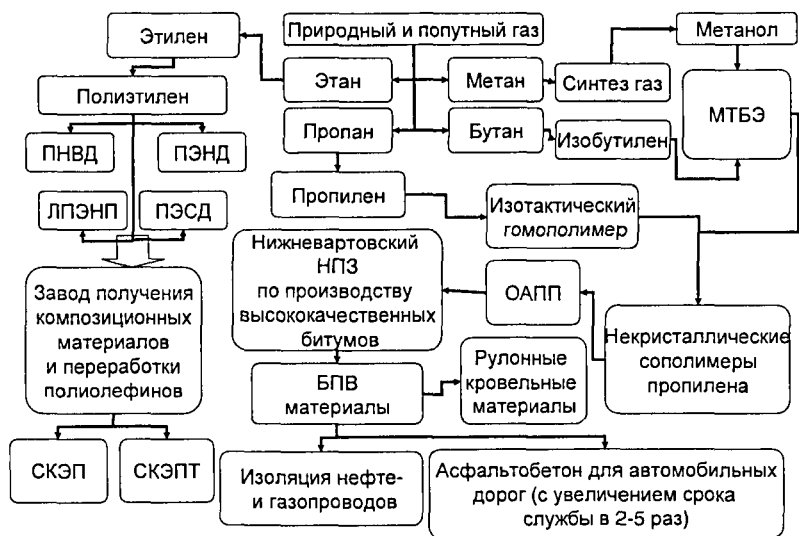 Природный и попутный газ
Этилен
Метанол
Этан
Метан
Синтез газ
Полиэтилен
МТБЭ
Пропан
Бутан
Изобутилен
ПНВД
ПЭНД
Пропилен
ЛПЭНП
ПЭСД
Изотактический
гомополимер
Нижневартовский
НПЗ
по производству
высококачественных
битумов
ОАПП
Завод получения
композиционных
материалов
и переработки
полиолефинов
Некристаллические
сополимеры
пропилена
БПВ
материалы
Рулонные
кровельные
материалы
СКЭП
СКЭПТ
Изоляция нефте-
и газопроводов
Асфальтобетон для автомобильных
дорог (с увеличением срока
службы в 2-5 раз)